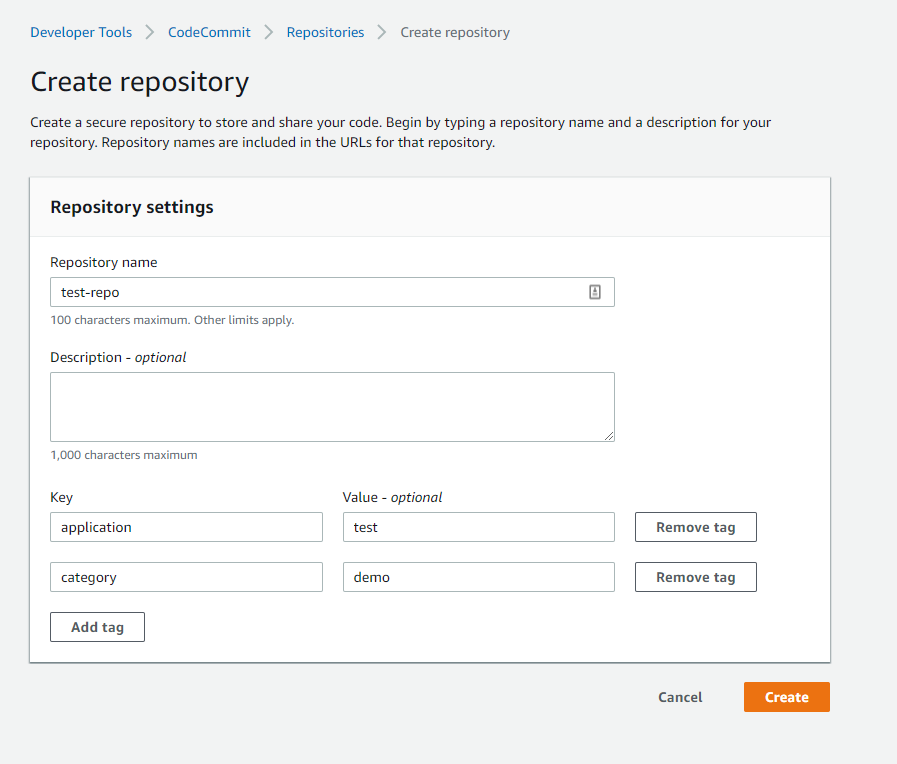 Developer Tools > CodeCommit > Repositories > Create repository
Create repository
Create a secure repository to store and share your code. Begin by typing a repository name and a description for your
repository. Repository names are included in the URLs for that repository.
Repository settings
Repository name
test-repo
100 characters maximum. Other limits apply.
Description - optional
1,000 characters maximum
Key Value - optional
application test Remove tag
category demo Remove tag
Add tag
Cancel Create